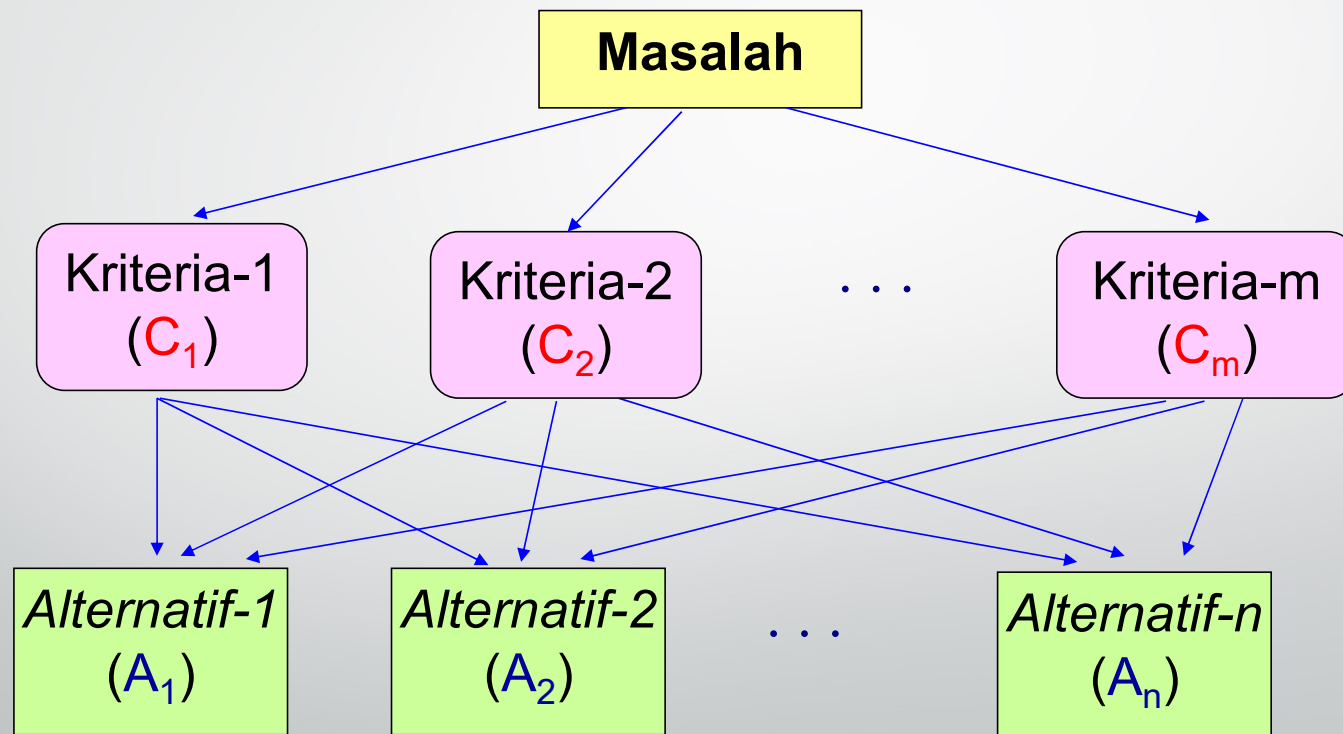 Masalah
Kriteria-1
(C₁)
Kriteria-2
(C₂)
. . .
Kriteria-m
(Cₘ)
Alternatif-1
(A₁)
Alternatif-2
(A₂)
. . .
Alternatif-n
(Aₙ)